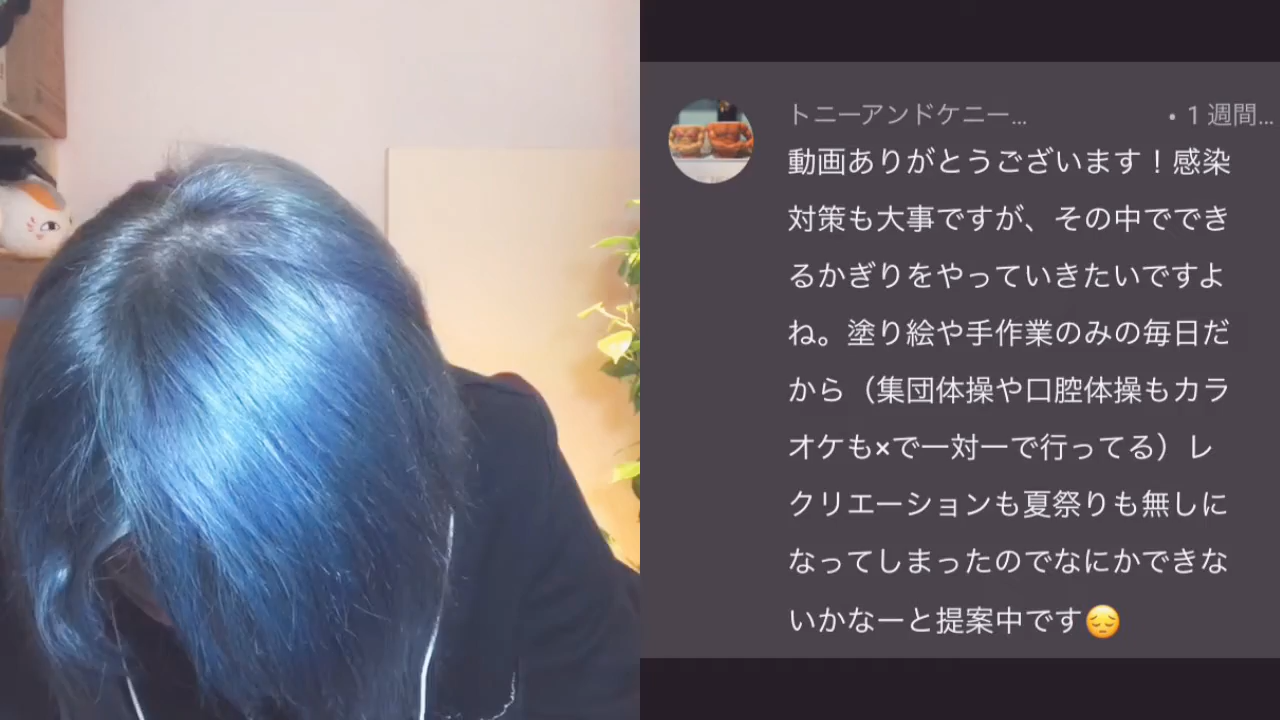 トニーアンドケニー…
• 1 週間…
動画ありがとうございます！感染
対策も大事ですが、その中ででき
るかぎりをやっていきたいですよ
ね。塗り絵や手作業のみの毎日だ
から（集団体操や口腔体操もカラ
オケも×で一対一で行ってる）レ
クリエーションも夏祭りも無しに
なってしまったのでなにかできな
いかなーと提案中です😔